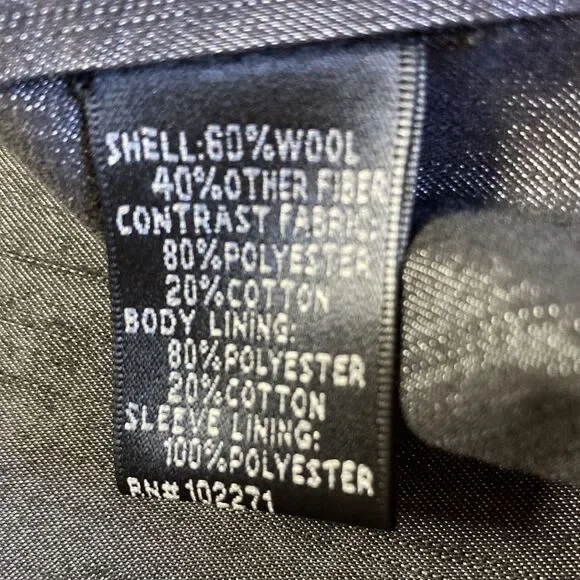 SHELL:60%WOOL
40%OTHER FIBER
CONTRAST FABRIC:
80%POLYESTER
20%COTTON
BODY LINING:
80%POLYESTER
20%COTTON
SLEEVE LINING:
100%POLYESTER
RN#102271